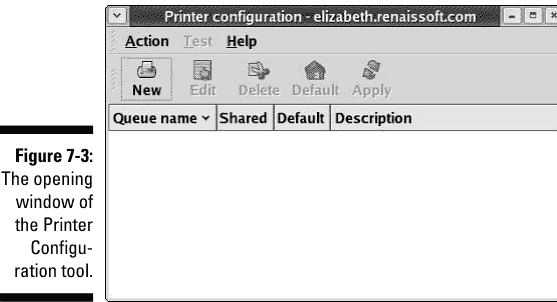 Printer configuration - elizabeth.renaissoft.com
Action Test Help
New Edit Delete Default Apply
Queue name Shared Default Description
Figure 7-3:
The opening
window of
the Printer
Configu-
ration tool.